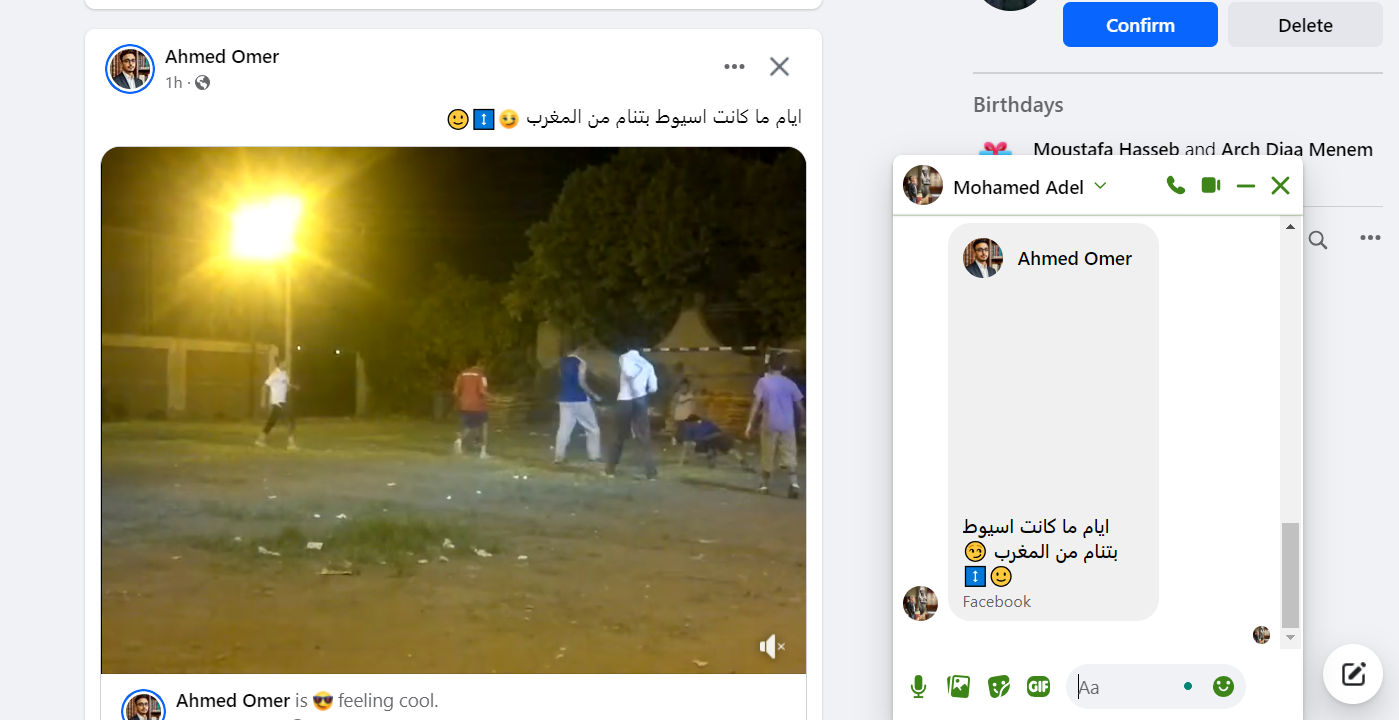 Ahmed Omer
1h ·
ايام ما كانت اسيوط بتنام من المغرب 🥹↕️🙂
Ahmed Omer is 😎 feeling cool.
Confirm
Delete
Birthdays
Moustafa Hasseb and Arch Diaa Menem
Mohamed Adel
Ahmed Omer
ايام ما كانت اسيوط
بتنام من المغرب 😏
↕️🙂
Facebook
GIF
Aa